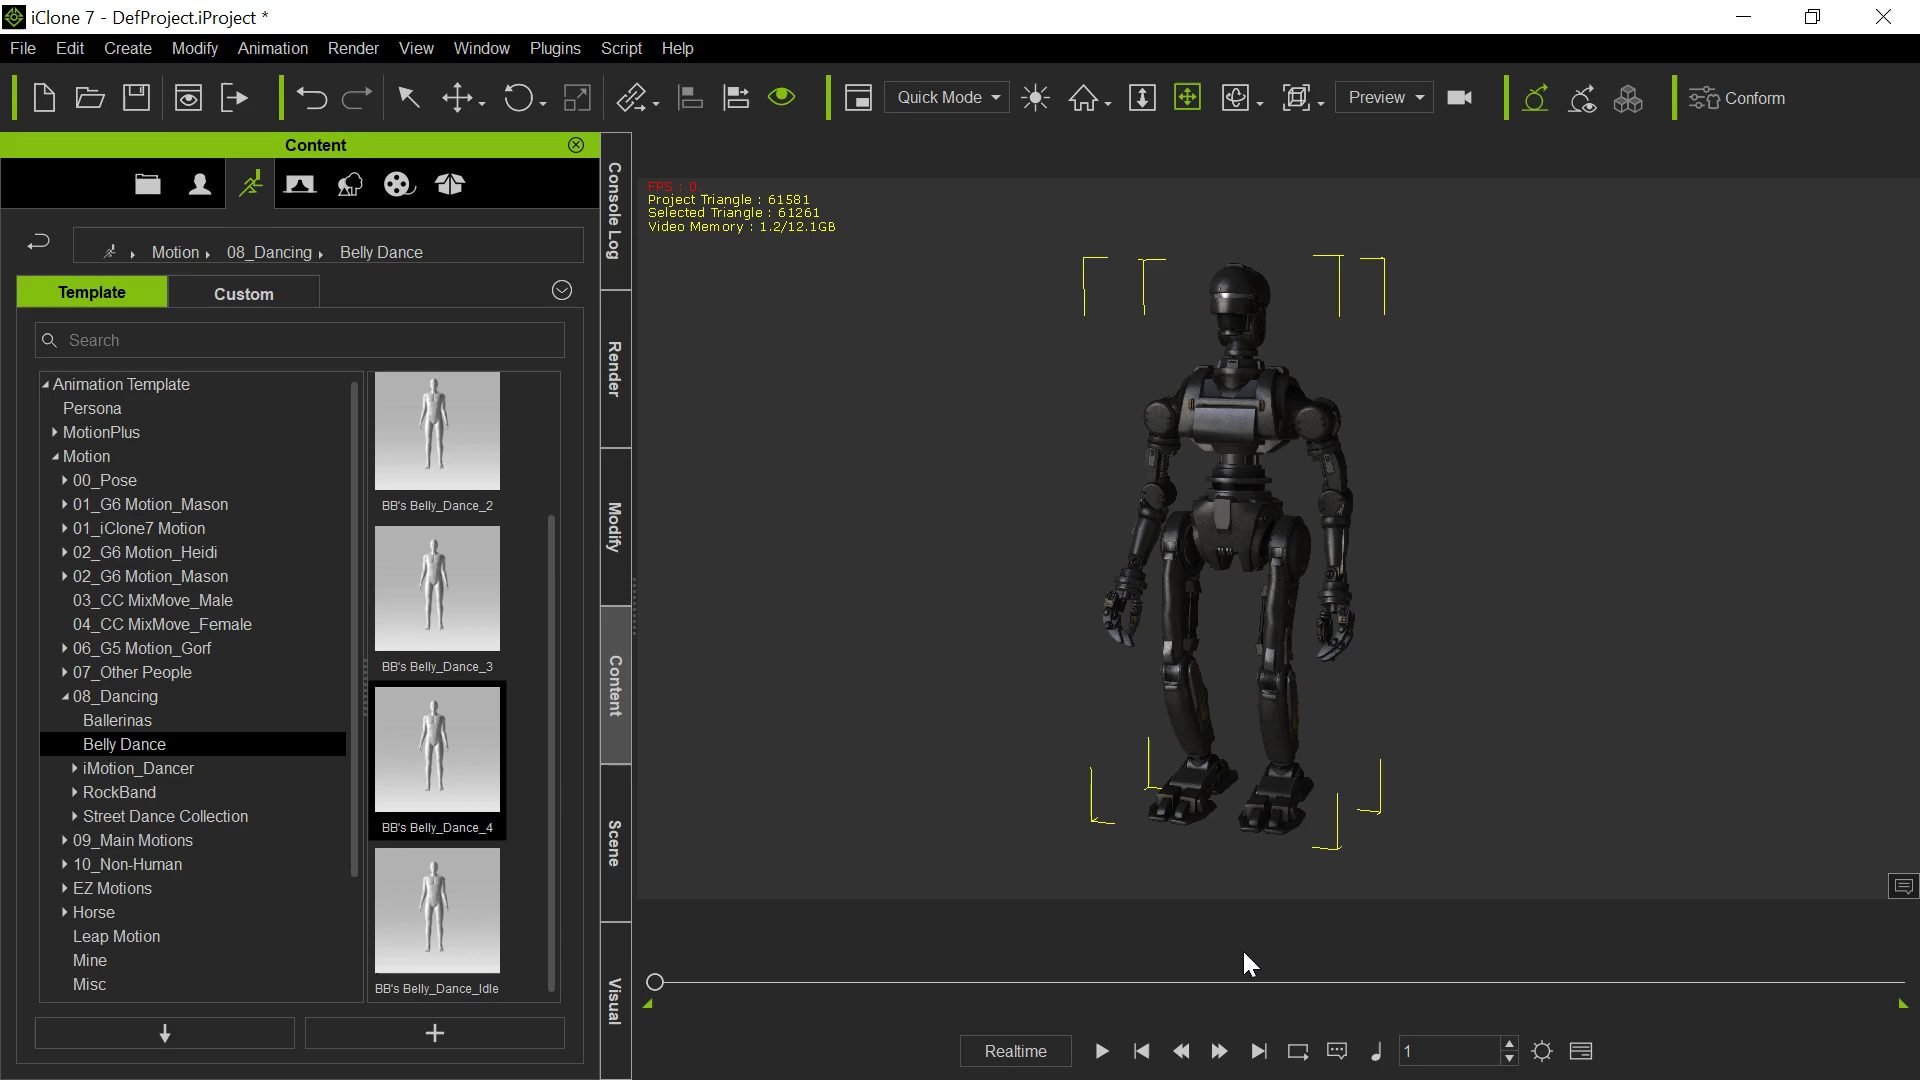 iClone 7 - DefProject.iProject *
File Edit Create Modify Animation Render View Window Plugins Script Help
Quick Mode Preview Conform
Content
Motion 08_Dancing Belly Dance
Template Custom
Search
Animation Template
Persona
MotionPlus
Motion
00_Pose
01_G6 Motion_Mason
01_iClone7 Motion
02_G6 Motion_Heidi
02_G6 Motion_Mason
03_CC MixMove_Male
04_CC MixMove_Female
06_G5 Motion_Gorf
07_Other People
08_Dancing
Ballerinas
Belly Dance
iMotion_Dancer
RockBand
Street Dance Collection
09_Main Motions
10_Non-Human
EZ Motions
Horse
Leap Motion
Mine
Misc
BB's Belly_Dance_2
BB's Belly_Dance_3
BB's Belly_Dance_4
BB's Belly_Dance_Idle
Console Log
Render
Modify
Content
Scene
Visual
FPS : 0.
Project Triangle : 61581
Selected Triangle : 61261
Video Memory : 1.2/12.1GB
Realtime 1